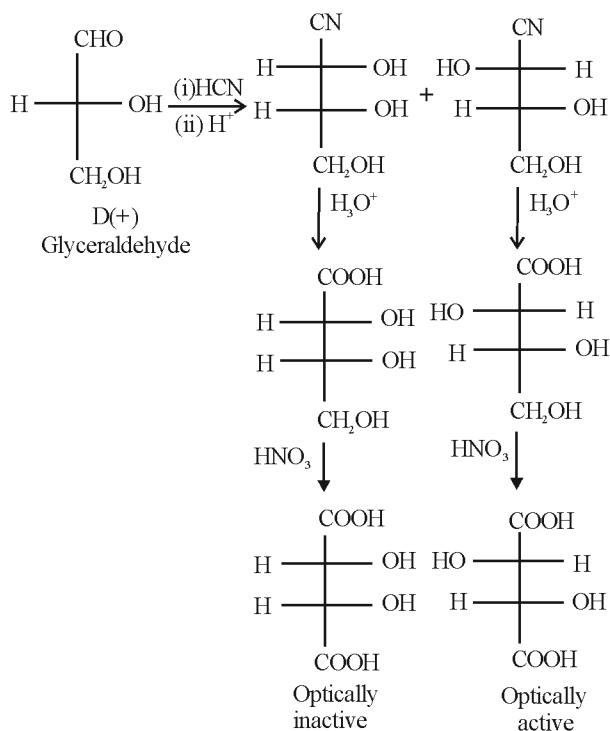 CHO
H OH
CH₂OH
D(+)
Glyceraldehyde
(i)HCN
(ii) H⁺
CN
H OH
H OH
CH₂OH
+
CN
HO H
H OH
CH₂OH
H₃O⁺
H₃O⁺
COOH
H OH
H OH
CH₂OH
COOH
HO H
H OH
CH₂OH
HNO₃
HNO₃
COOH
H OH
H OH
COOH
Optically
inactive
COOH
HO H
H OH
COOH
Optically
active